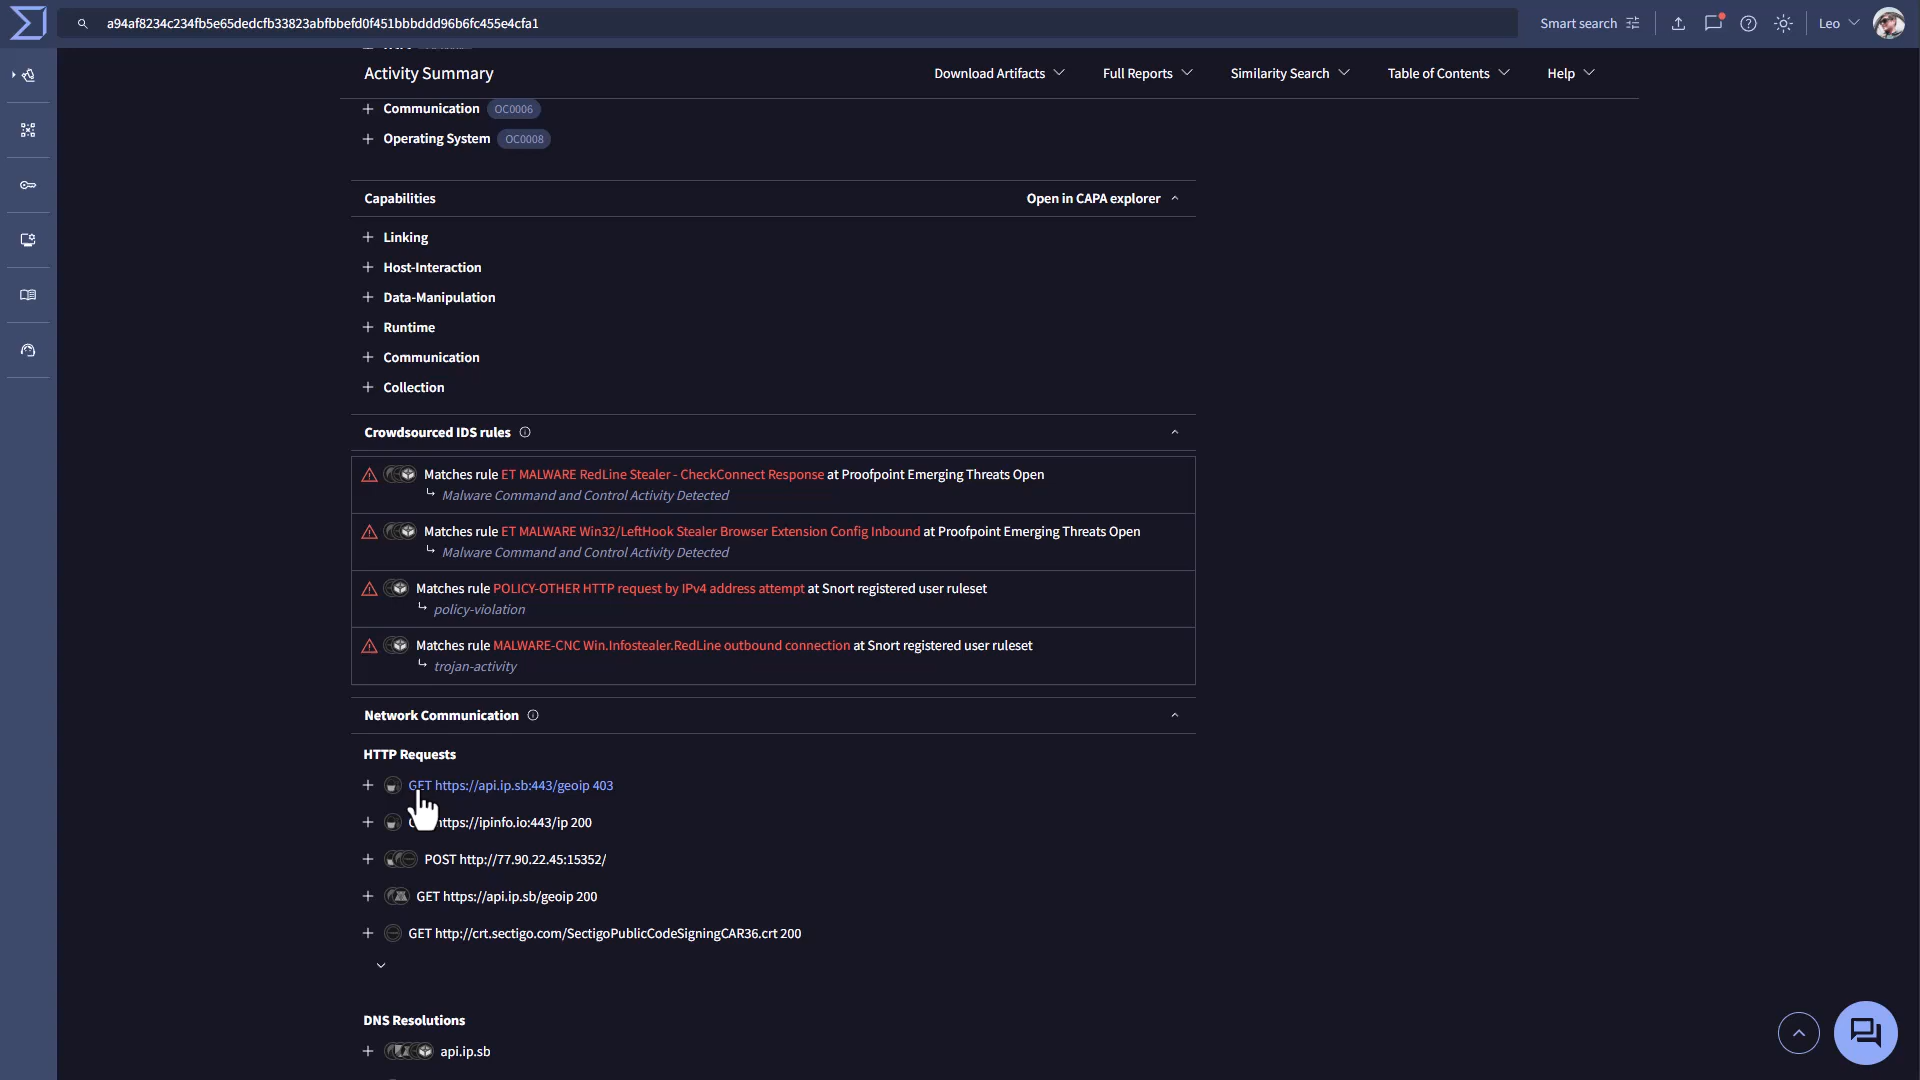 a94af8234c234fb5e65dedcfb33823abfbbefd0f451bbbddd96b6fc455e4cfa1
Smart search
Leo
Activity Summary
Download Artifacts
Full Reports
Similarity Search
Table of Contents
Help
Communication OC0006
Operating System OC0008
Capabilities
Open in CAPA explorer
Linking
Host-Interaction
Data-Manipulation
Runtime
Communication
Collection
Crowdsourced IDS rules
Matches rule ET MALWARE RedLine Stealer - CheckConnect Response at Proofpoint Emerging Threats Open
Malware Command and Control Activity Detected
Matches rule ET MALWARE Win32/LeftHook Stealer Browser Extension Config Inbound at Proofpoint Emerging Threats Open
Malware Command and Control Activity Detected
Matches rule POLICY-OTHER HTTP request by IPv4 address attempt at Snort registered user ruleset
policy-violation
Matches rule MALWARE-CNC Win.Infostealer.RedLine outbound connection at Snort registered user ruleset
trojan-activity
Network Communication
HTTP Requests
GET https://api.ip.sb:443/geoip 403
https://ipinfo.io:443/ip 200
POST http://77.90.22.45:15352/
GET https://api.ip.sb/geoip 200
GET http://crt.sectigo.com/SectigoPublicCodeSigningCAR36.crt 200
DNS Resolutions
api.ip.sb